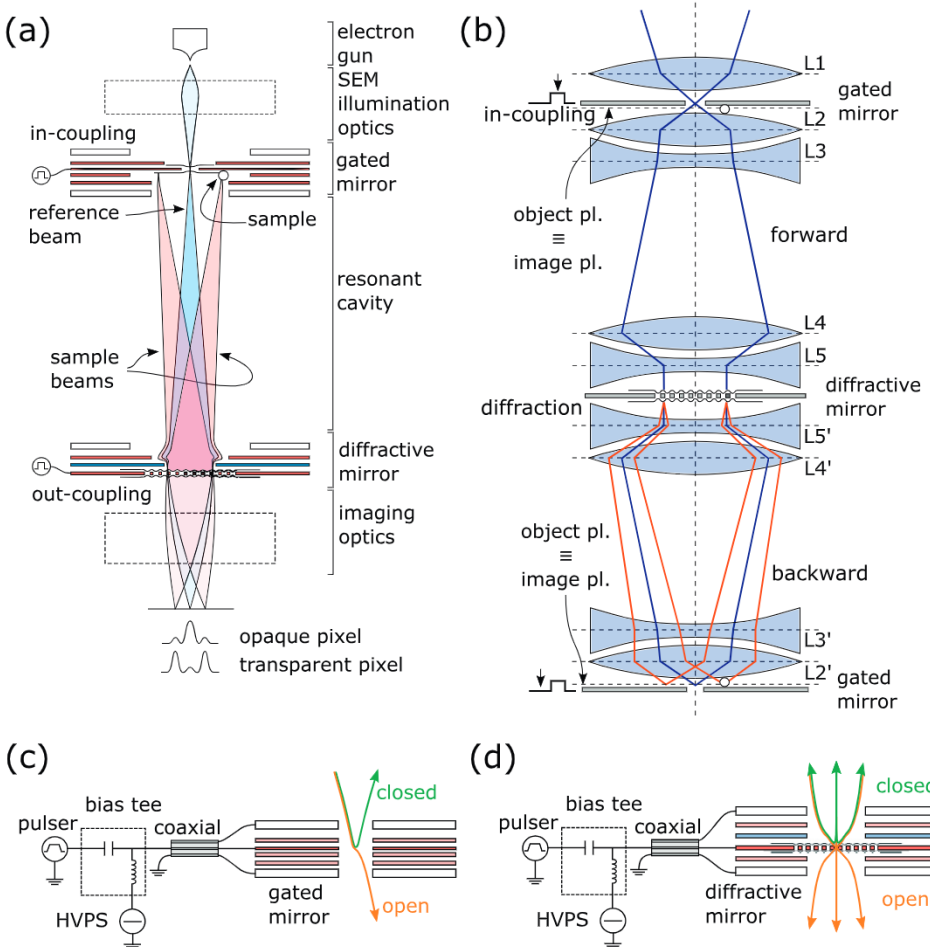 (a)
electron
gun
SEM
illumination
optics
in-coupling
gated
mirror
reference
beam
sample
resonant
cavity
sample
beams
diffractive
mirror
out-coupling
imaging
optics
opaque pixel
transparent pixel
(b)
L1
gated
mirror
in-coupling
L2
L3
object pl.
≡
image pl.
forward
L4
L5
diffraction
diffractive
mirror
L5'
L4'
object pl.
≡
image pl.
backward
L3'
L2'
gated
mirror
(c)
closed
bias tee
pulser
coaxial
gated
mirror
open
HVPS
(d)
closed
bias tee
pulser
coaxial
diffractive
mirror
open
HVPS